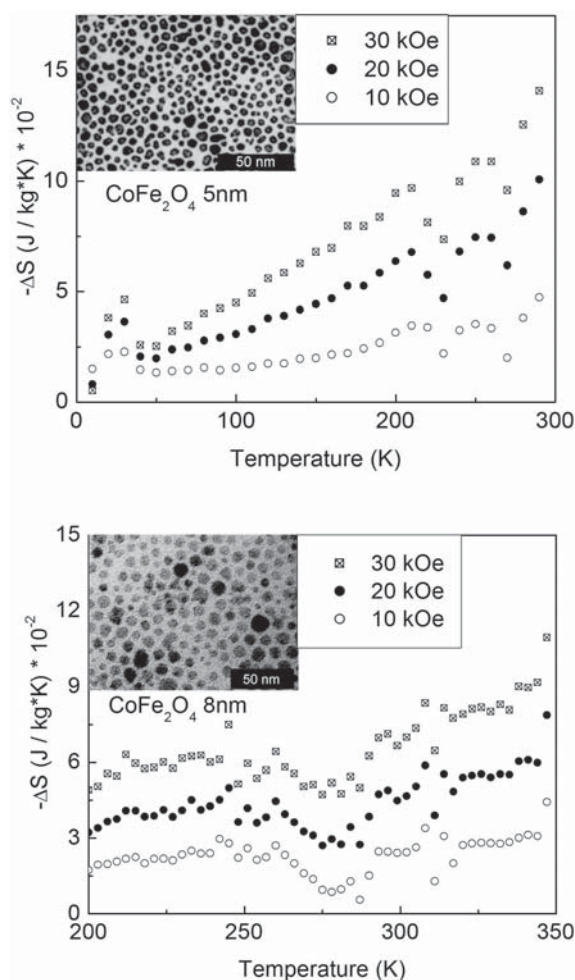 30 kOe
20 kOe
10 kOe
50 nm
CoFe₂O₄ 5nm
15
10
5
0
-ΔS (J / kg*K) * 10⁻²
0 100 200 300
Temperature (K)
30 kOe
20 kOe
10 kOe
50 nm
CoFe₂O₄ 8nm
15
12
9
6
3
0
-ΔS (J / kg*K) * 10⁻²
200 250 300 350
Temperature (K)